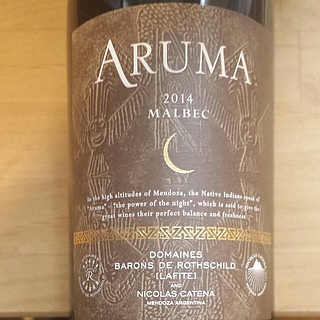 ARUMA
2014
MALBEC
In the high altitudes of Mendoza, the Native Indians speak of
"Aruma" - "the power of the night", which is said to give the
great wines their perfect balance and freshness.
DOMAINES
BARONS DE ROTHSCHILD
[LAFITE]
AND
NICOLAS CATENA
MENDOZA ARGENTINA